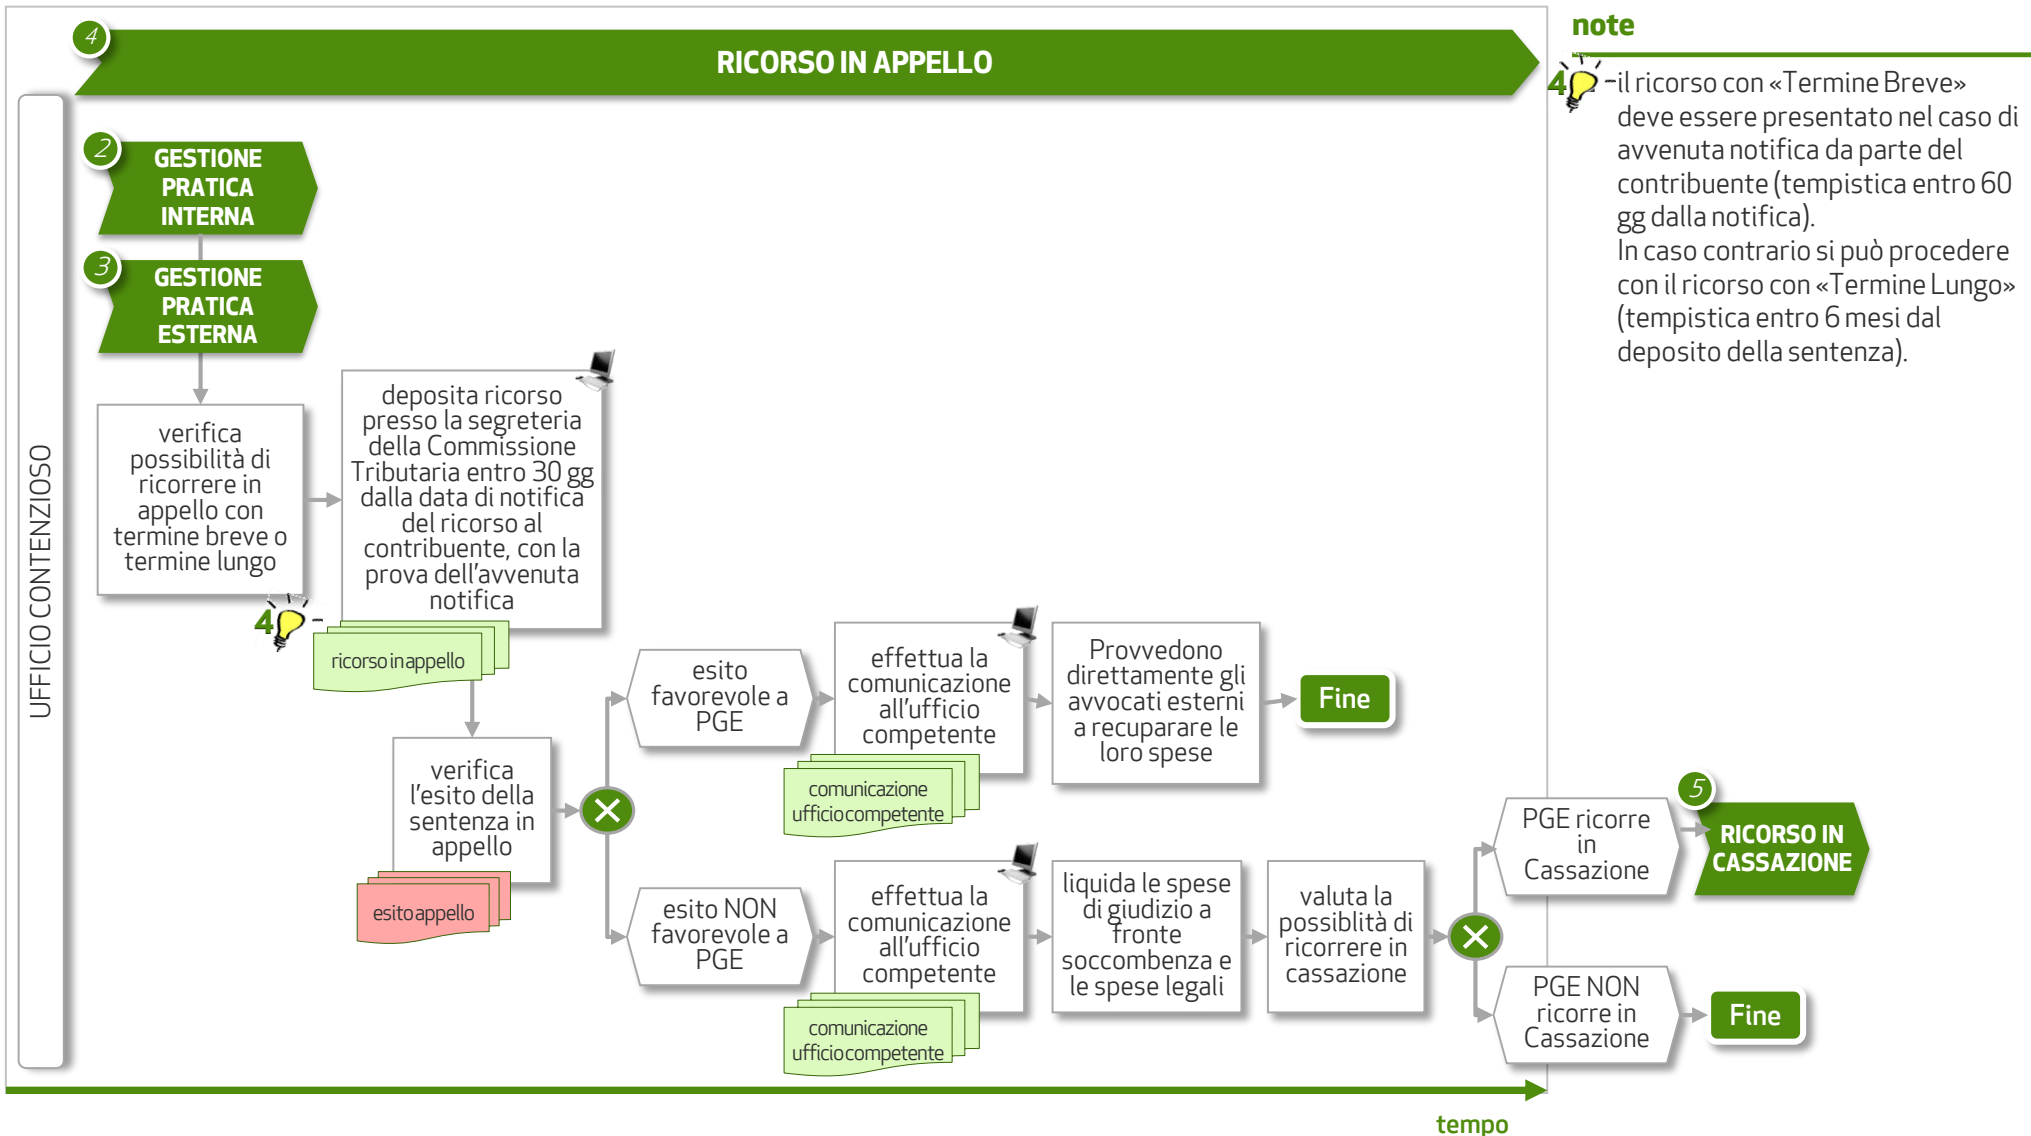 4
RICORSO IN APPELLO
note
4
-il ricorso con «Termine Breve»
deve essere presentato nel caso di
avvenuta notifica da parte del
contribuente (tempistica entro 60
gg dalla notifica).
In caso contrario si può procedere
con il ricorso con «Termine Lungo»
(tempistica entro 6 mesi dal
deposito della sentenza).
UFFICIO CONTENZIOSO
2
GESTIONE
PRATICA
INTERNA
3
GESTIONE
PRATICA
ESTERNA
verifica
possibilità di
ricorrere in
appello con
termine breve o
termine lungo
4
-
deposita ricorso
presso la segreteria
della Commissione
Tributaria entro 30 gg
dalla data di notifica
del ricorso al
contribuente, con la
prova dell'avvenuta
notifica
ricorso in appello
verifica
l'esito della
sentenza in
appello
esito appello
esito
favorevole a
PGE
effettua la
comunicazione
all'ufficio
competente
comunicazione
ufficio competente
Provvedono
direttamente gli
avvocati esterni
a recuparare le
loro spese
Fine
esito NON
favorevole a
PGE
effettua la
comunicazione
all'ufficio
competente
comunicazione
ufficio competente
liquida le spese
di giudizio a
fronte
soccombenza e
le spese legali
valuta la
possiblità di
ricorrere in
cassazione
PGE ricorre
in
Cassazione
5
RICORSO IN
CASSAZIONE
PGE NON
ricorre in
Cassazione
Fine
tempo